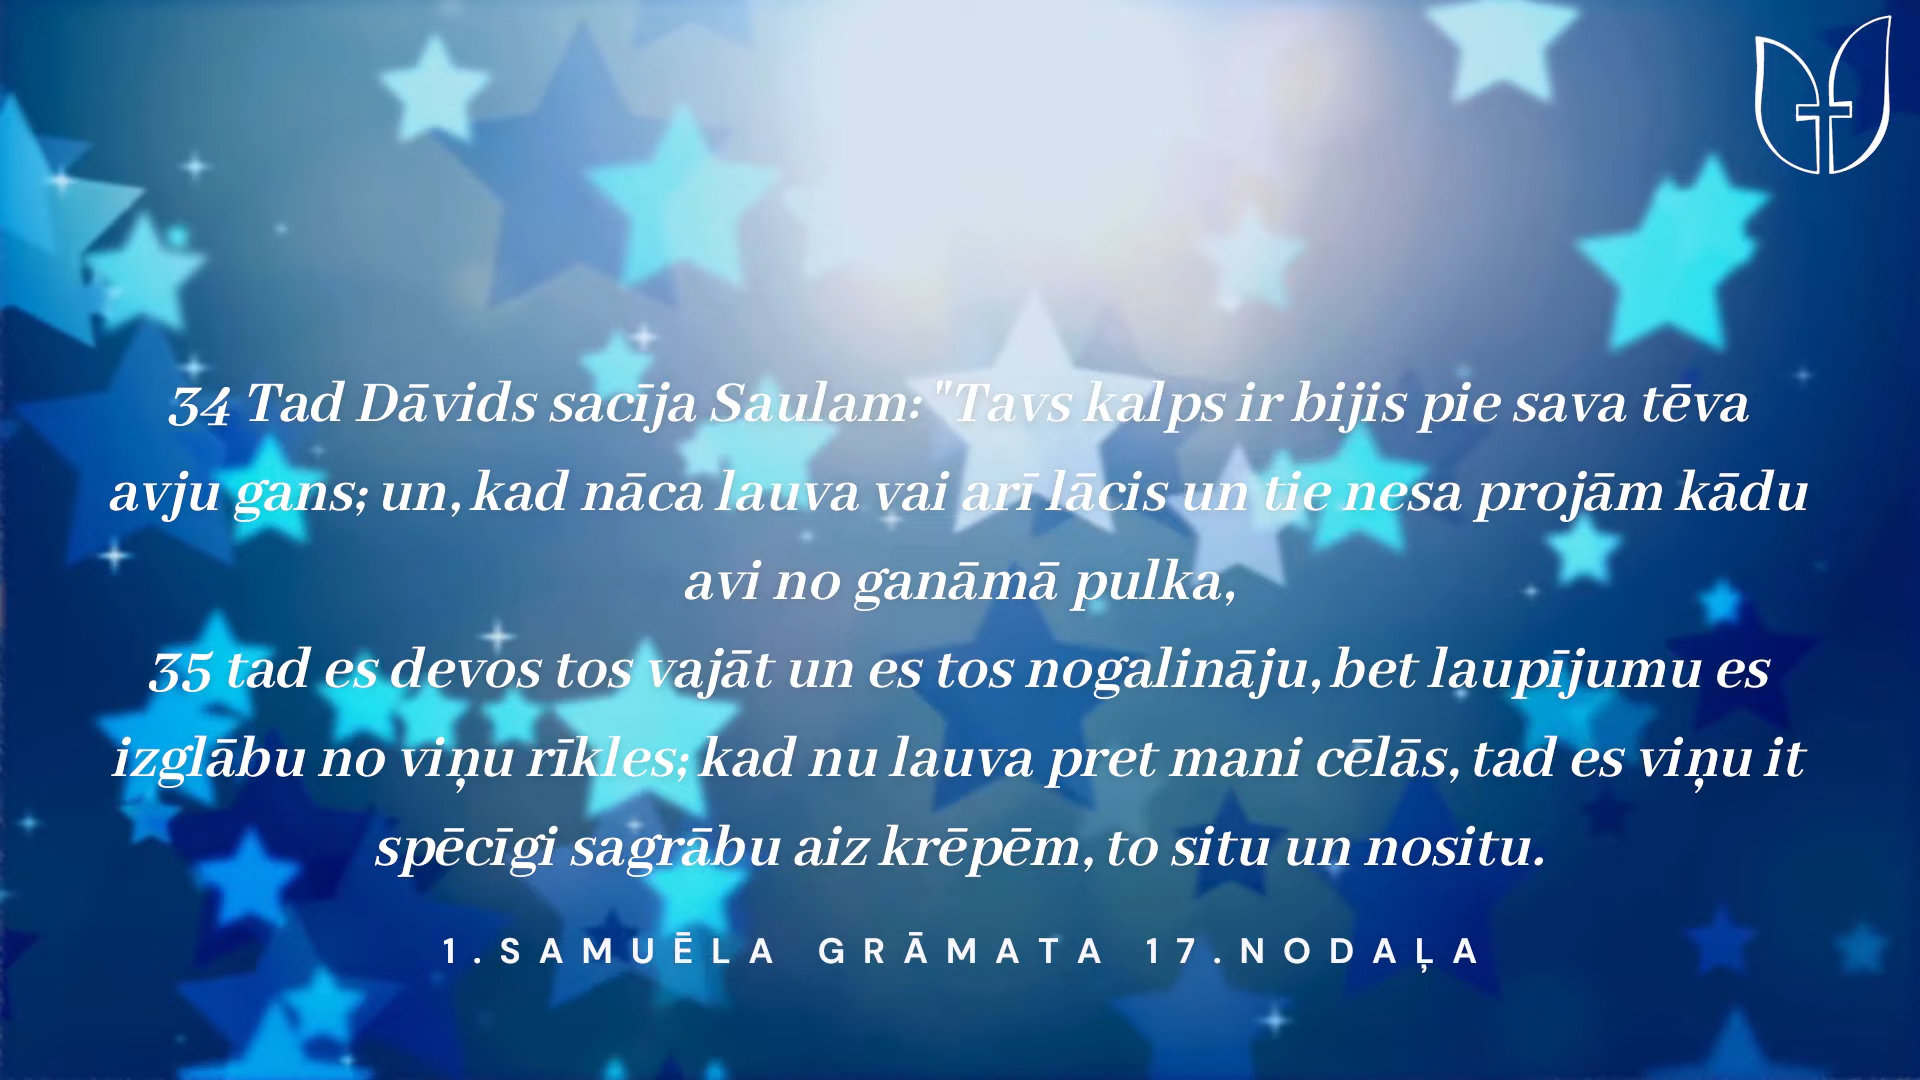 34 Tad Dāvids sacīja Saulam: "Tavs kalps ir bijis pie sava tēva
avju gans; un, kad nāca lauva vai arī lācis un tie nesa projām kādu
avi no ganāmā pulka,
35 tad es devos tos vajāt un es tos nogalināju, bet laupījumu es
izglābu no viņu rīkles; kad nu lauva pret mani cēlās, tad es viņu it
spēcīgi sagrābu aiz krēpēm, to situ un nositu.
1.SAMUĒLA GRĀMATA 17.NODAĻA